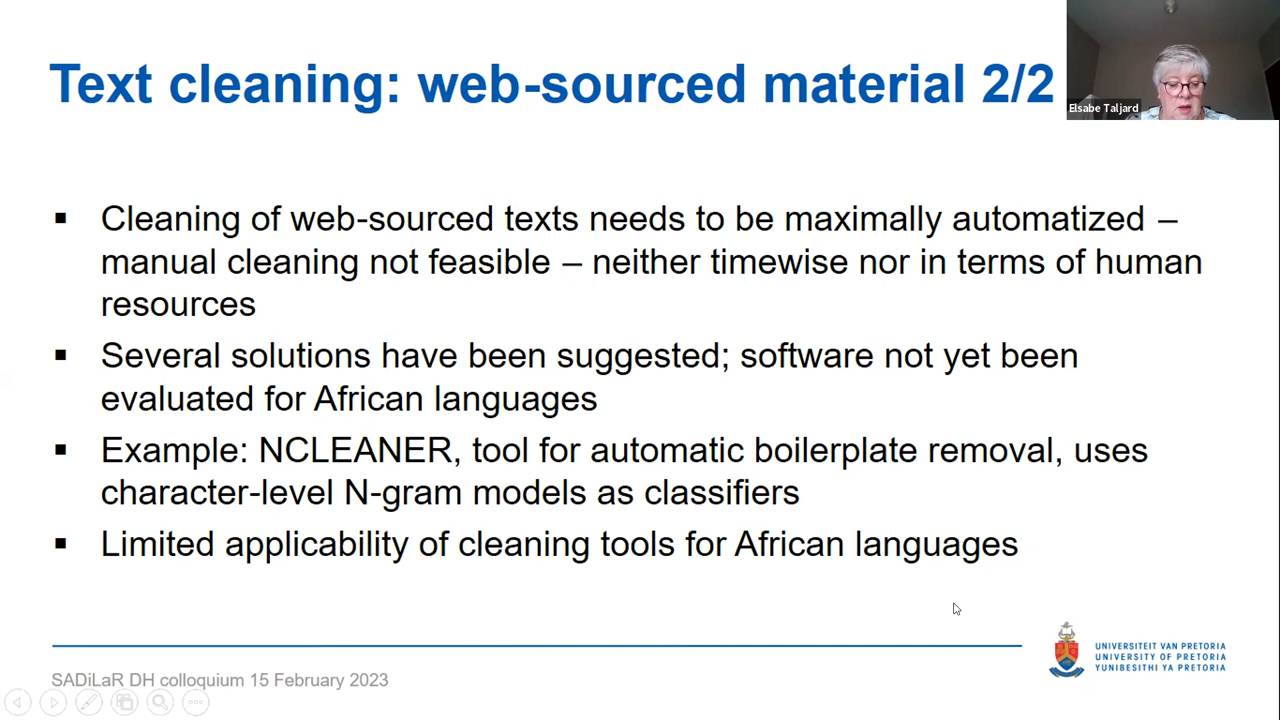 Text cleaning: web-sourced material 2/2
Elsabe Taljard
▪ Cleaning of web-sourced texts needs to be maximally automatized –
manual cleaning not feasible – neither timewise nor in terms of human
resources
▪ Several solutions have been suggested; software not yet been
evaluated for African languages
▪ Example: NCLEANER, tool for automatic boilerplate removal, uses
character-level N-gram models as classifiers
▪ Limited applicability of cleaning tools for African languages
UNIVERSITEIT VAN PRETORIA
UNIVERSITY OF PRETORIA
YUNIBESITHI YA PRETORIA
SADiLaR DH colloquium 15 February 2023